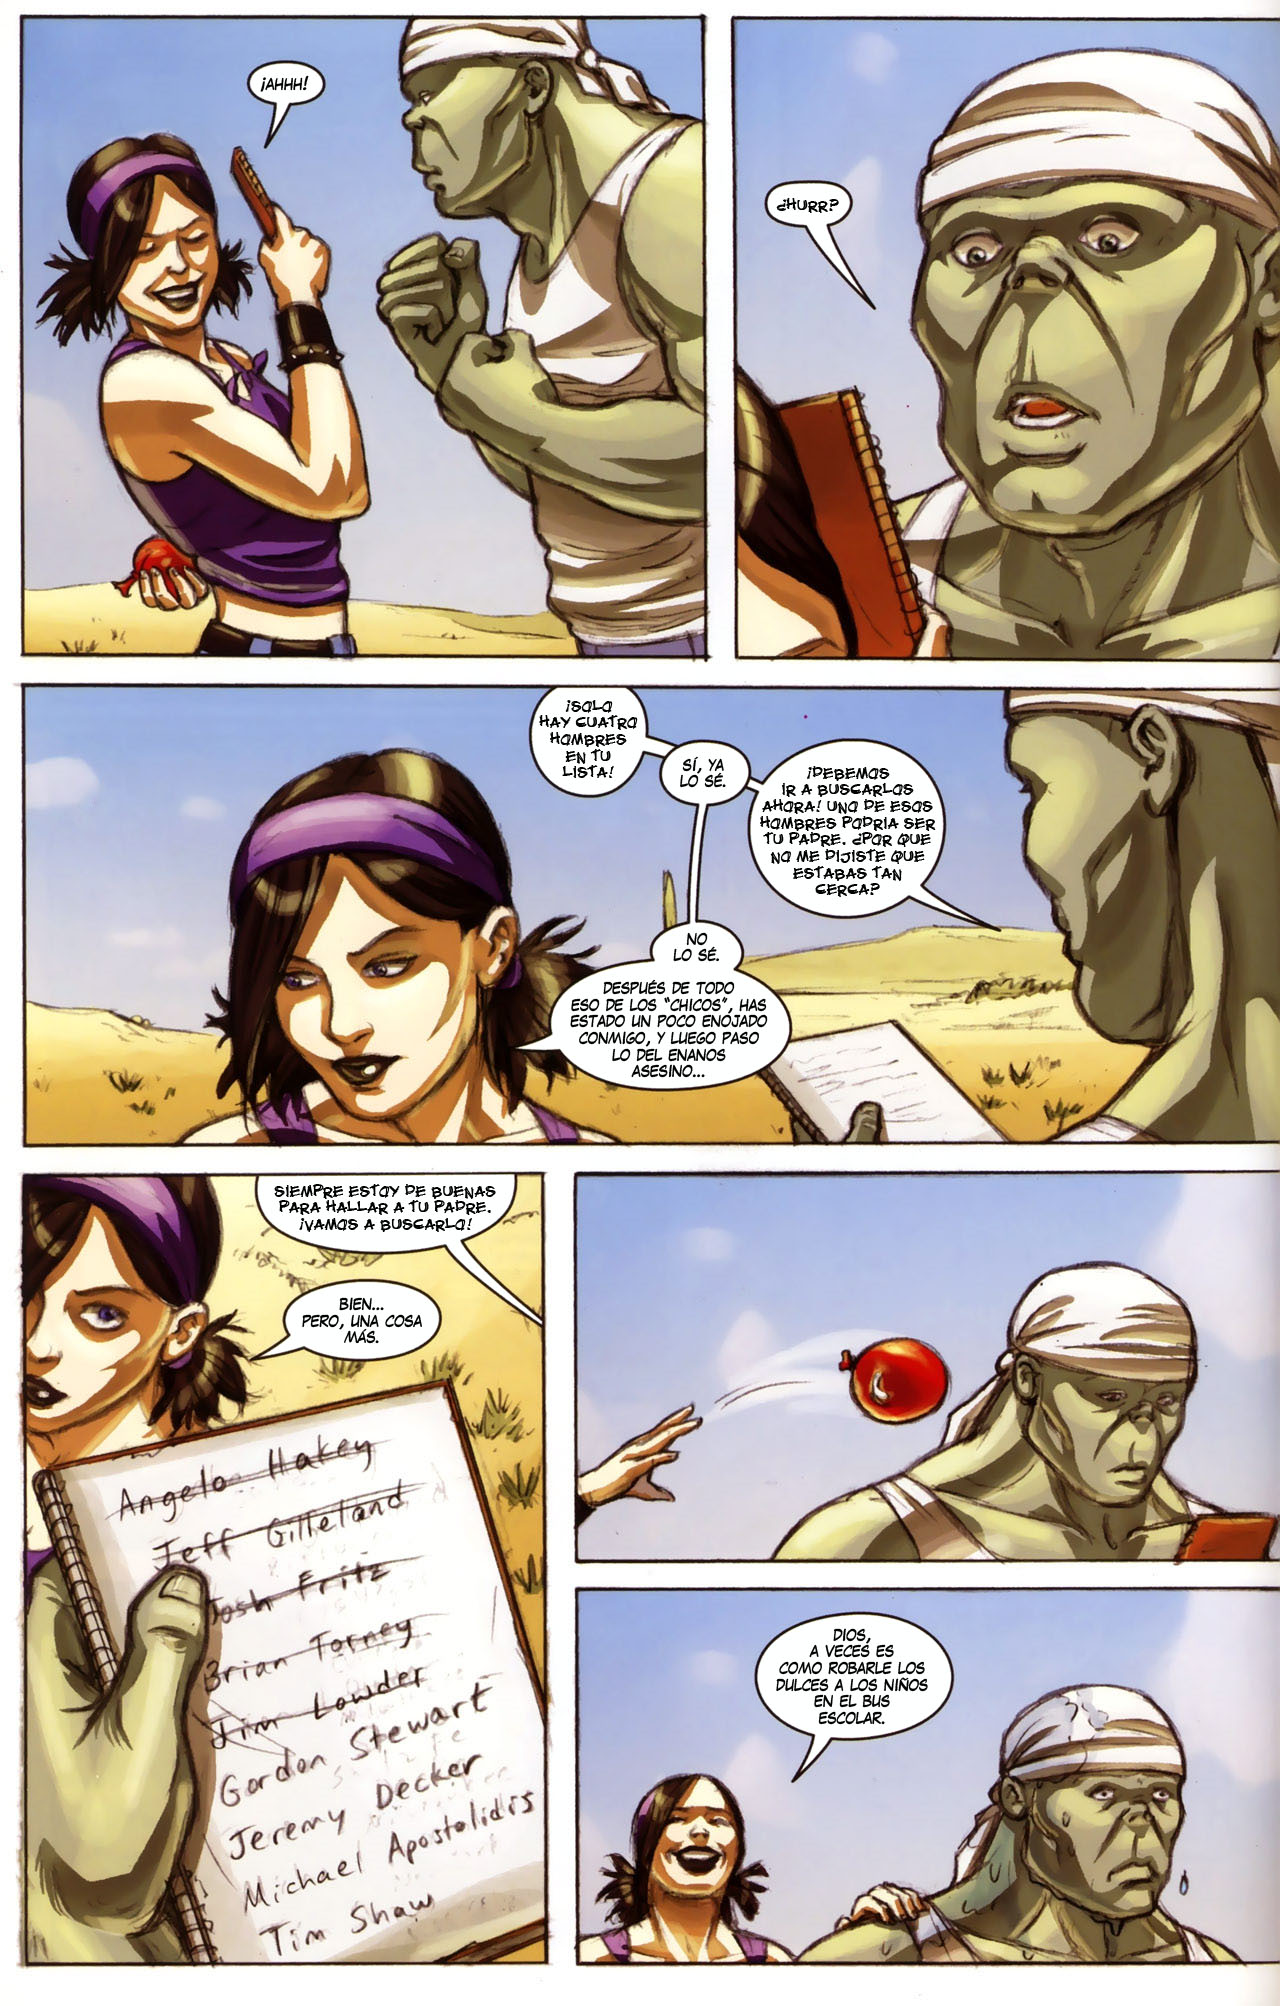 ¡AHHH!
¿HURR?
¡SOLO
HAY CUATRO
HOMBRES
EN TU
LISTA!
SÍ, YA
LO SÉ.
¡DEBEMOS
IR A BUSCARLOS
AHORA! UNO DE ESOS
HOMBRES PODRIA SER
TU PADRE. ¿POR QUE
NO ME DIJISTE QUE
ESTABAS TAN
CERCA?
NO
LO SÉ.
DESPUÉS DE TODO
ESO DE LOS "CHICOS", HAS
ESTADO UN POCO ENOJADO
CONMIGO, Y LUEGO PASO
LO DEL ENANOS
ASESINO...
SIEMPRE ESTOY DE BUENAS
PARA HALLAR A TU PADRE.
¡VAMOS A BUSCARLO!
BIEN...
PERO, UNA COSA
MÁS.
Angelo Hakey
Jeff Gilleland
Josh Fritz
Brian Torney
Jim Lowder
Gordon Stewart
Jeremy Decker
Michael Apostolidis
Tim Shaw
DIOS,
A VECES ES
COMO ROBARLE LOS
DULCES A LOS NIÑOS
EN EL BUS
ESCOLAR.